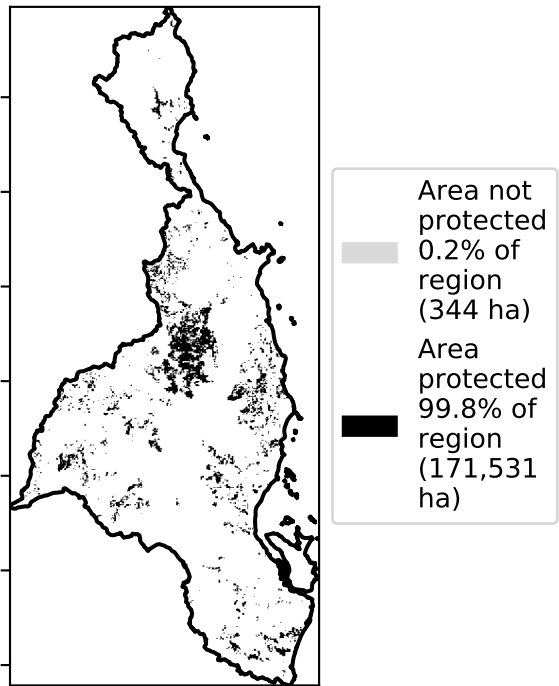 Area not
protected
0.2% of
region
(344 ha)
Area
protected
99.8% of
region
(171,531
ha)